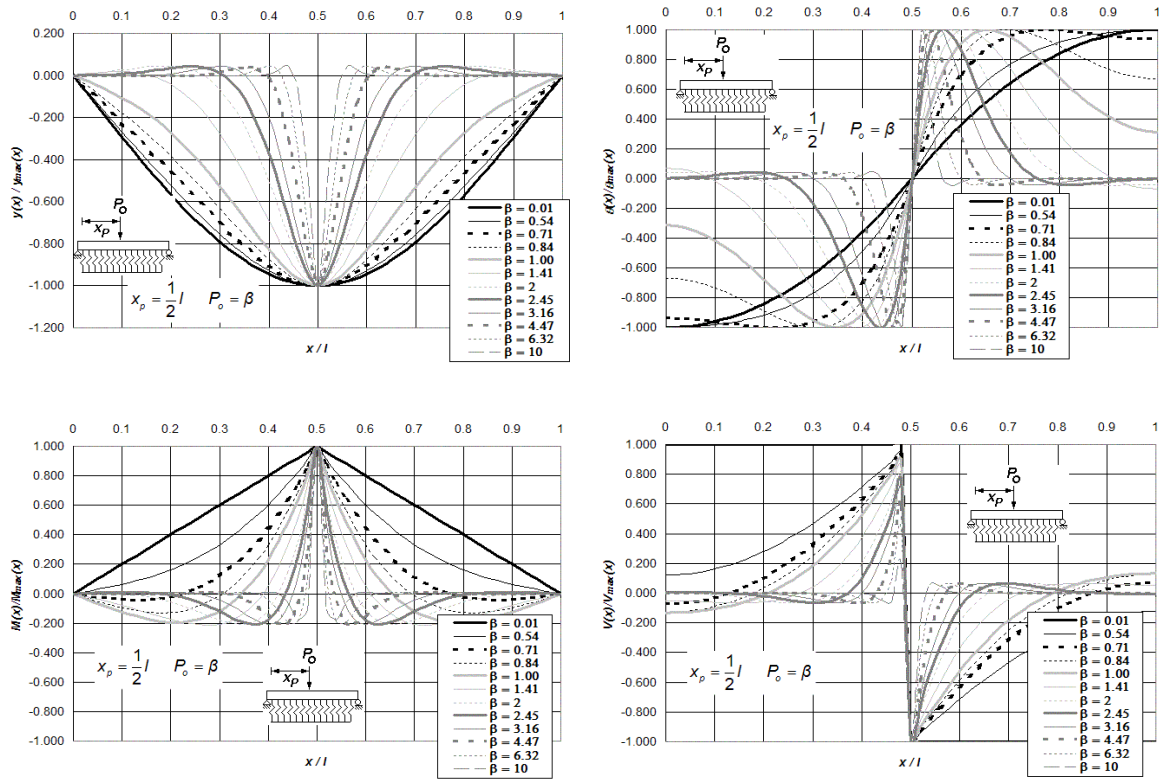 0 0.1 0.2 0.3 0.4 0.5 0.6 0.7 0.8 0.9 1
0.200
0.000
-0.200
-0.400
-0.600
-0.800
-1.000
-1.200
y(x) / ymax(x)
Po
xP
xp = 1/2 l Po = β
x / l
β = 0.01
β = 0.54
β = 0.71
β = 0.84
β = 1.00
β = 1.41
β = 2
β = 2.45
β = 3.16
β = 4.47
β = 6.32
β = 10
0 0.1 0.2 0.3 0.4 0.5 0.6 0.7 0.8 0.9 1
1.000
0.800
0.600
0.400
0.200
0.000
-0.200
-0.400
-0.600
-0.800
-1.000
Po
xP
xp = 1/2 l Po = β
x / l
β = 0.01
β = 0.54
β = 0.71
β = 0.84
β = 1.00
β = 1.41
β = 2
β = 2.45
β = 3.16
β = 4.47
β = 6.32
β = 10
0 0.1 0.2 0.3 0.4 0.5 0.6 0.7 0.8 0.9 1
1.000
0.800
0.600
0.400
0.200
0.000
-0.200
-0.400
-0.600
-0.800
-1.000
M(x)/Mmax(x)
xp = 1/2 l Po = β
Po
xP
x / l
β = 0.01
β = 0.54
β = 0.71
β = 0.84
β = 1.00
β = 1.41
β = 2
β = 2.45
β = 3.16
β = 4.47
β = 6.32
β = 10
0 0.1 0.2 0.3 0.4 0.5 0.6 0.7 0.8 0.9 1
1.000
0.800
0.600
0.400
0.200
0.000
-0.200
-0.400
-0.600
-0.800
-1.000
V(x)/Vmax(x)
Po
xP
xp = 1/2 l Po = β
x / l
β = 0.01
β = 0.54
β = 0.71
β = 0.84
β = 1.00
β = 1.41
β = 2
β = 2.45
β = 3.16
β = 4.47
β = 6.32
β = 10